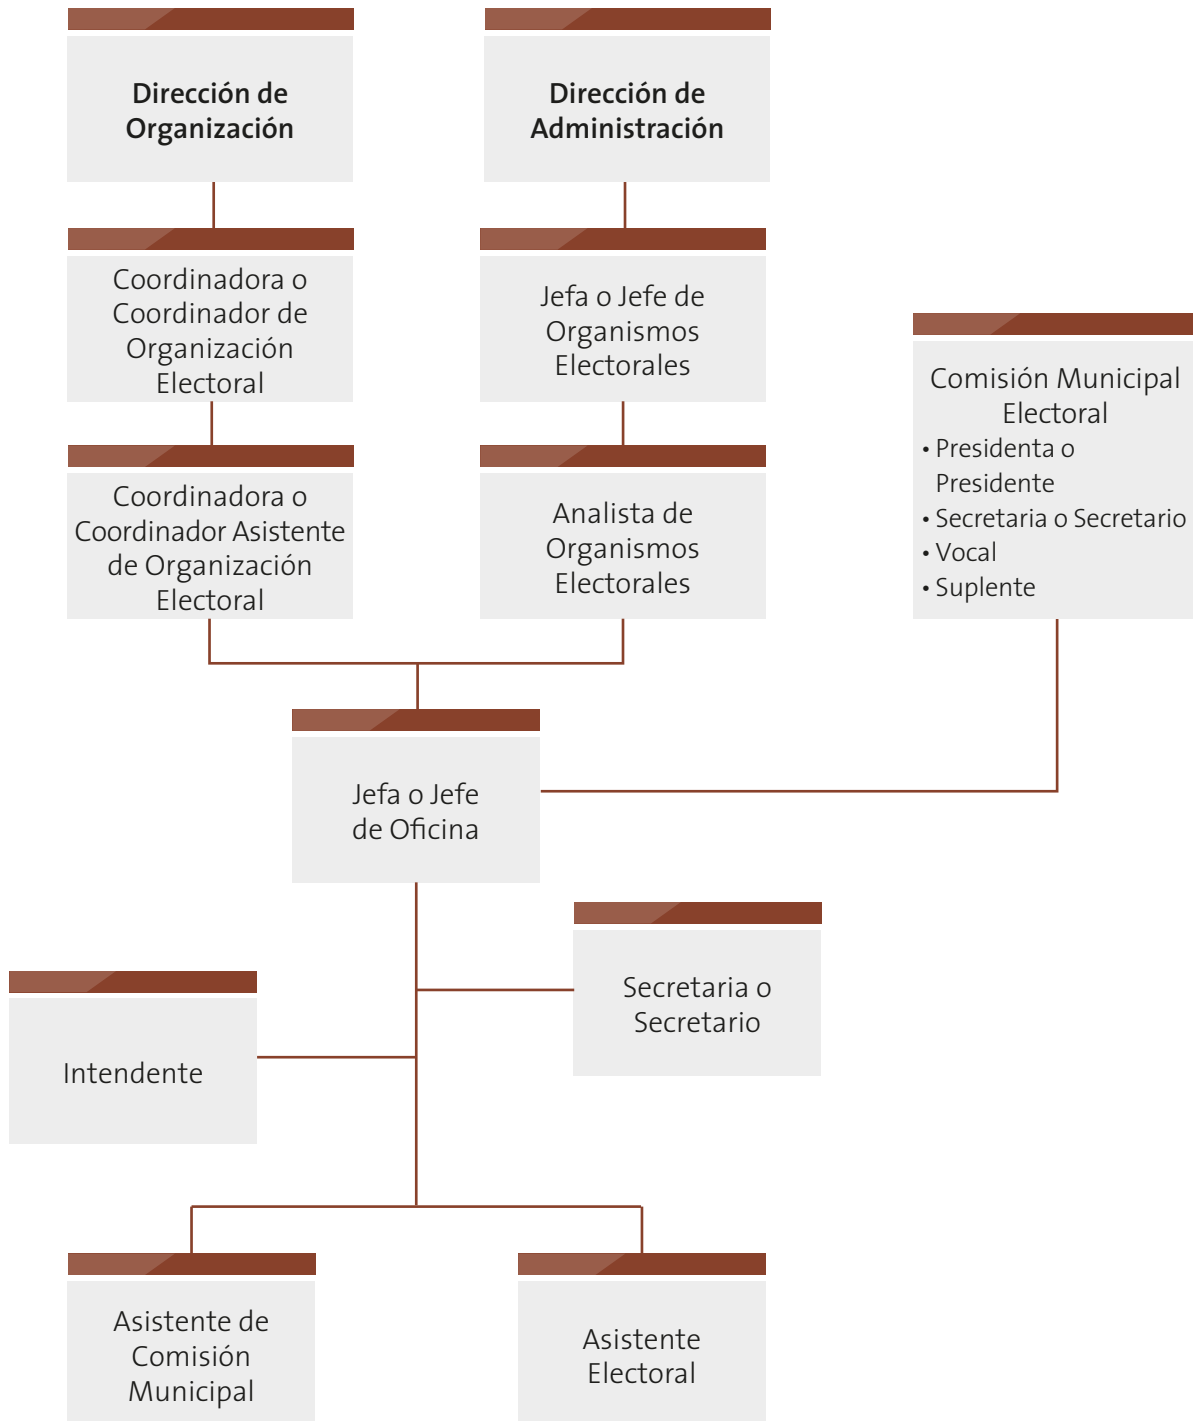 Dirección de
Organización
Dirección de
Administración
Coordinadora o
Coordinador de
Organización
Electoral
Jefa o Jefe de
Organismos
Electorales
Comisión Municipal
Electoral
• Presidenta o
Presidente
• Secretaria o Secretario
• Vocal
• Suplente
Coordinadora o
Coordinador Asistente
de Organización
Electoral
Analista de
Organismos
Electorales
Jefa o Jefe
de Oficina
Secretaria o
Secretario
Intendente
Asistente de
Comisión
Municipal
Asistente
Electoral